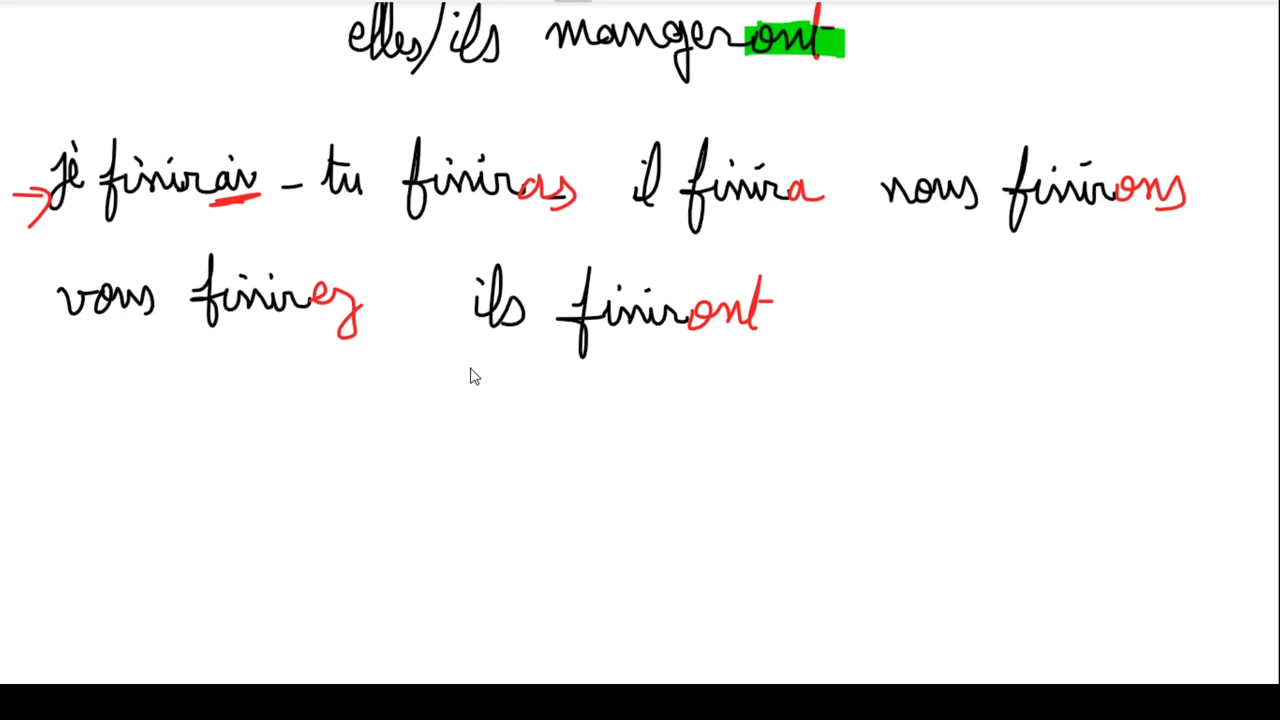 elles/ils mangeront
→ je finirai - tu finiras il finira nous finirons
vous finirez ils finiront